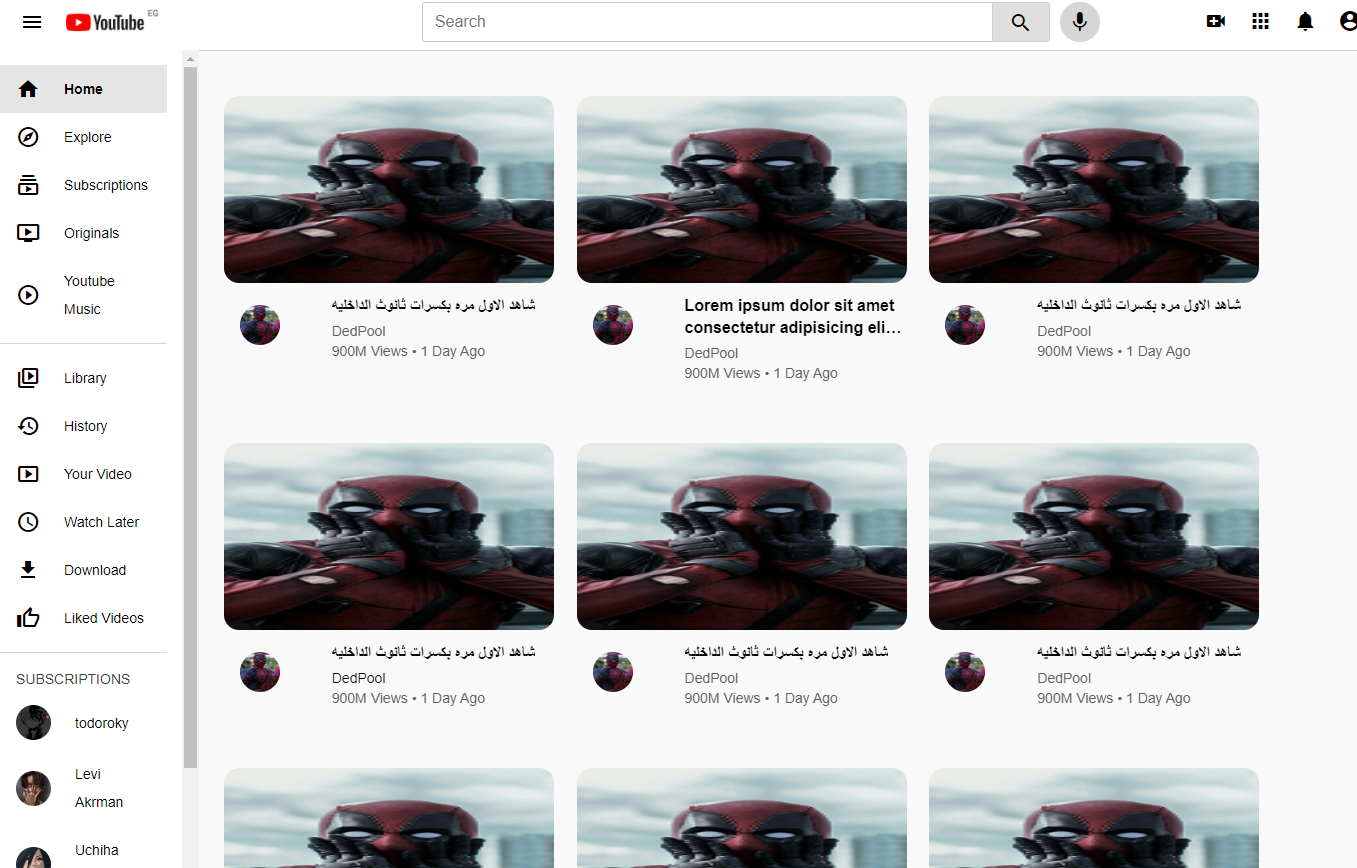 YouTube EG
Search
Home
Explore
Subscriptions
Originals
Youtube
Music
Library
History
Your Video
Watch Later
Download
Liked Videos
SUBSCRIPTIONS
todoroky
Levi
Akrman
Uchiha
شاهد الاول مره بكسرات ثانوث الداخليه
DedPool
900M Views • 1 Day Ago
Lorem ipsum dolor sit amet
consectetur adipisicing eli…
DedPool
900M Views • 1 Day Ago
شاهد الاول مره بكسرات ثانوث الداخليه
DedPool
900M Views • 1 Day Ago
شاهد الاول مره بكسرات ثانوث الداخليه
DedPool
900M Views • 1 Day Ago
شاهد الاول مره بكسرات ثانوث الداخليه
DedPool
900M Views • 1 Day Ago
شاهد الاول مره بكسرات ثانوث الداخليه
DedPool
900M Views • 1 Day Ago